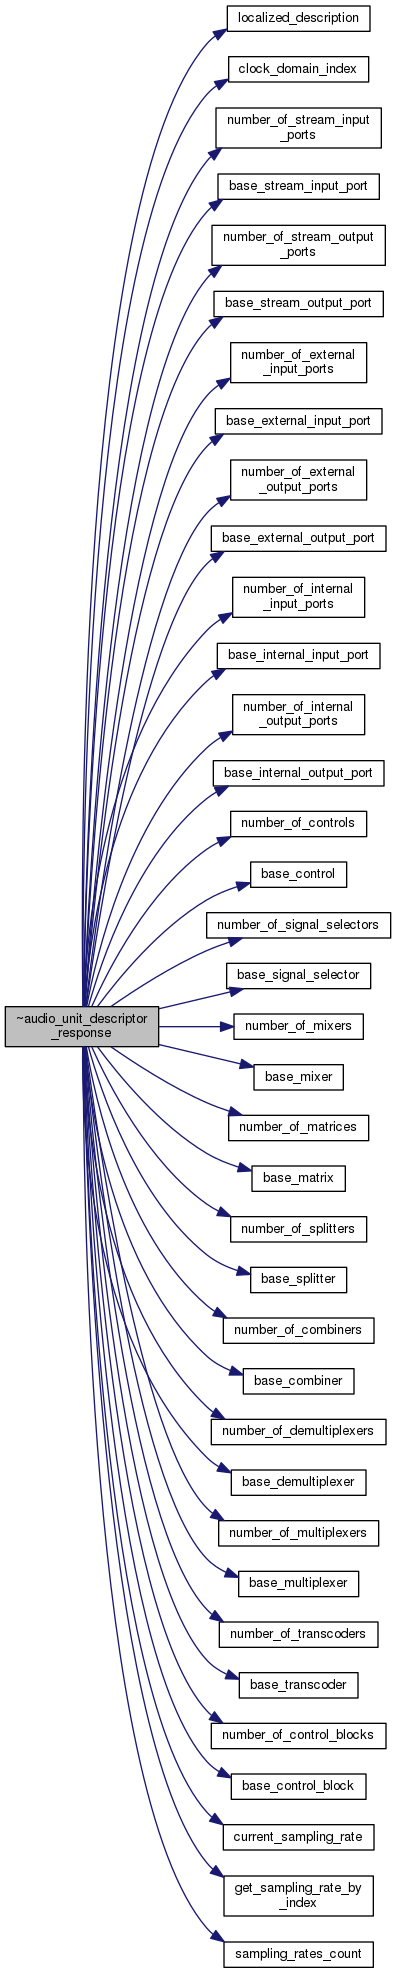 localized_description
clock_domain_index
number_of_stream_input
_ports
base_stream_input_port
number_of_stream_output
_ports
base_stream_output_port
number_of_external
_input_ports
base_external_input_port
number_of_external
_output_ports
base_external_output_port
number_of_internal
_input_ports
base_internal_input_port
number_of_internal
_output_ports
base_internal_output_port
number_of_controls
base_control
number_of_signal_selectors
base_signal_selector
~audio_unit_descriptor
_response
number_of_mixers
base_mixer
number_of_matrices
base_matrix
number_of_splitters
base_splitter
number_of_combiners
base_combiner
number_of_demultiplexers
base_demultiplexer
number_of_multiplexers
base_multiplexer
number_of_transcoders
base_transcoder
number_of_control_blocks
base_control_block
current_sampling_rate
get_sampling_rate_by
_index
sampling_rates_count